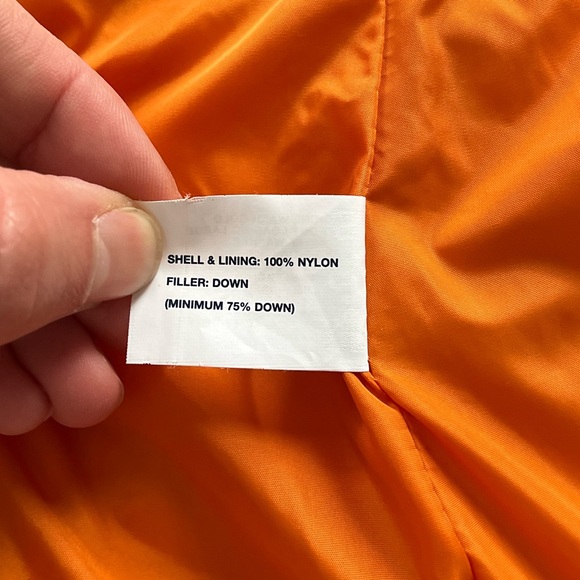 SHELL & LINING: 100% NYLON
FILLER: DOWN
(MINIMUM 75% DOWN)